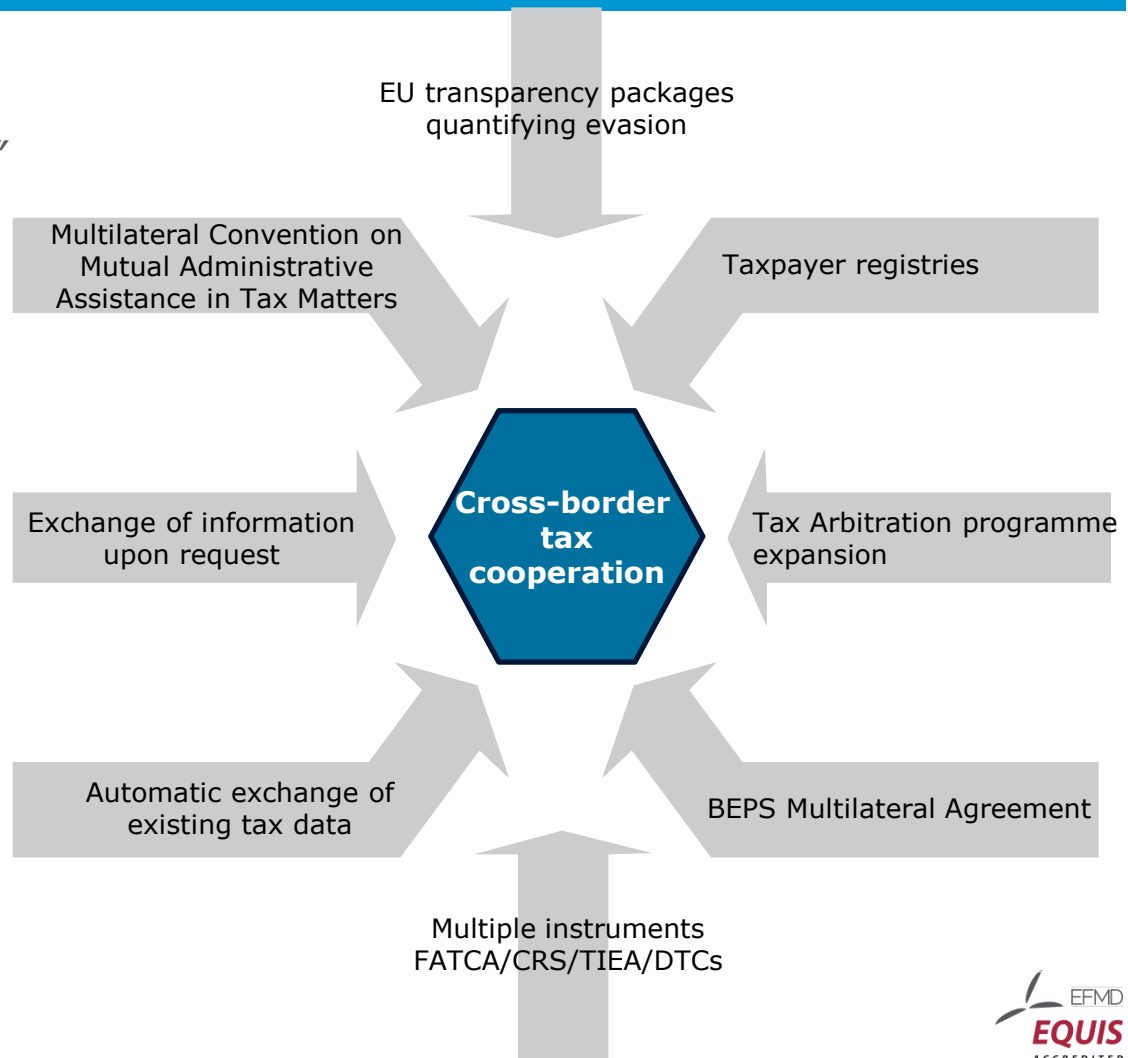 EU transparency packages
quantifying evasion
Multilateral Convention on
Mutual Administrative
Assistance in Tax Matters
Taxpayer registries
Exchange of information
upon request
Cross-border
tax
cooperation
Tax Arbitration programme
expansion
Automatic exchange of
existing tax data
BEPS Multilateral Agreement
Multiple instruments
FATCA/CRS/TIEA/DTCs
EFMD
EQUIS
ACCREDITED